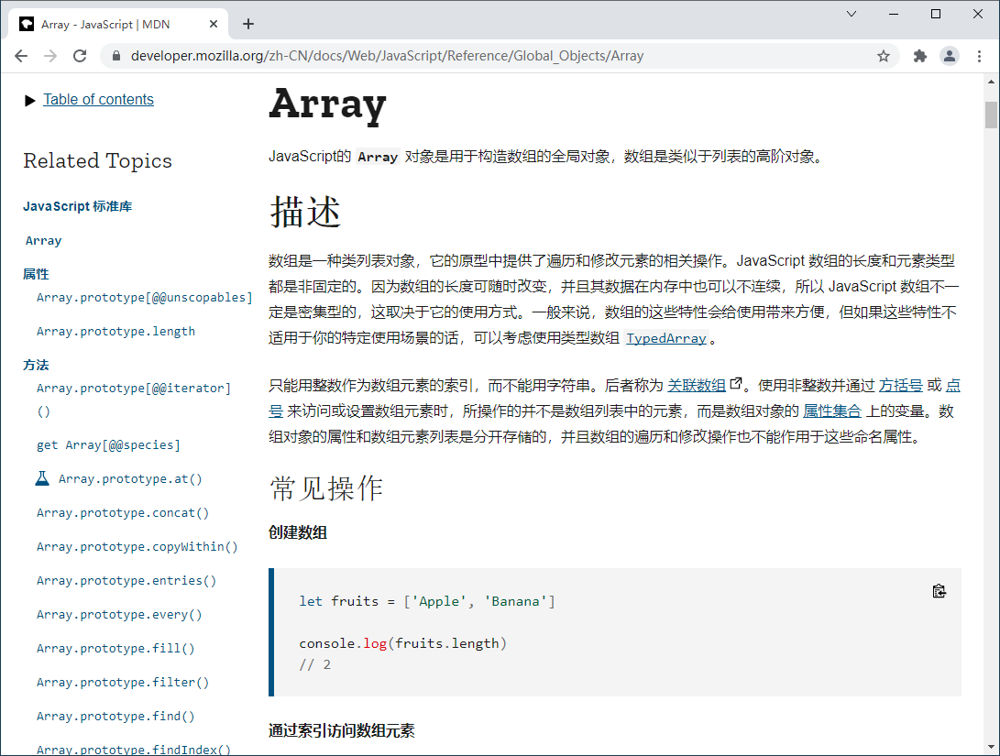 Array - JavaScript | MDN
developer.mozilla.org/zh-CN/docs/Web/JavaScript/Reference/Global_Objects/Array
Table of contents
Related Topics
JavaScript 标准库
Array
属性
Array.prototype[@@unscopables]
Array.prototype.length
方法
Array.prototype[@@iterator]
()
get Array[@@species]
Array.prototype.at()
Array.prototype.concat()
Array.prototype.copyWithin()
Array.prototype.entries()
Array.prototype.every()
Array.prototype.fill()
Array.prototype.filter()
Array.prototype.find()
Array.prototype.findIndex()
Array
JavaScript的 Array 对象是用于构造数组的全局对象，数组是类似于列表的高阶对象。
描述
数组是一种类列表对象，它的原型中提供了遍历和修改元素的相关操作。JavaScript 数组的长度和元素类型
都是非固定的。因为数组的长度可随时改变，并且其数据在内存中也可以不连续，所以 JavaScript 数组不一
定是密集型的，这取决于它的使用方式。一般来说，数组的这些特性会给使用带来方便，但如果这些特性不
适用于你的特定使用场景的话，可以考虑使用类型数组 TypedArray。
只能用整数作为数组元素的索引，而不能用字符串。后者称为 关联数组。使用非整数并通过 方括号 或 点
号 来访问或设置数组元素时，所操作的并不是数组列表中的元素，而是数组对象的 属性集合 上的变量。数
组对象的属性和数组元素列表是分开存储的，并且数组的遍历和修改操作也不能作用于这些命名属性。
常见操作
创建数组
let fruits = ['Apple', 'Banana']
console.log(fruits.length)
// 2
通过索引访问数组元素